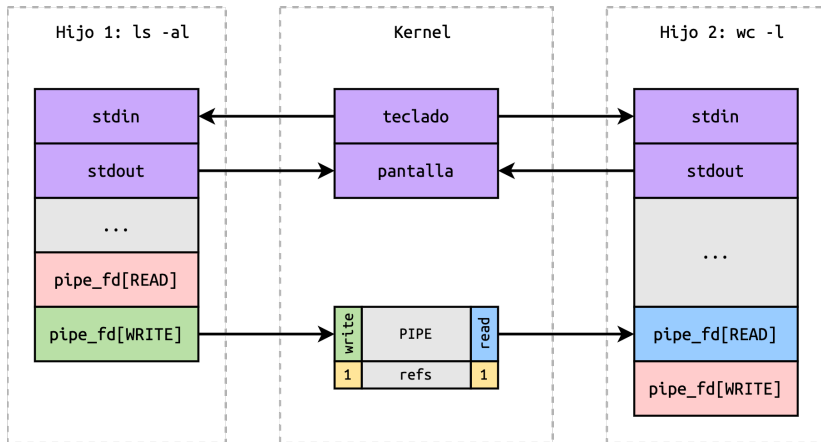 Hijo 1: ls -al
Kernel
Hijo 2: wc -l
stdin
teclado
stdin
stdout
pantalla
stdout
...
...
pipe_fd[READ]
pipe_fd[WRITE]
write
PIPE
read
pipe_fd[READ]
1
refs
1
pipe_fd[WRITE]